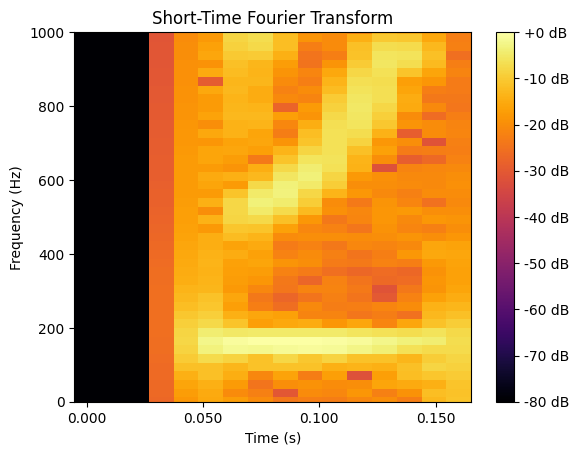 Short-Time Fourier Transform
1000
800
600
400
200
0
Frequency (Hz)
0.000
0.050
0.100
0.150
Time (s)
+0 dB
-10 dB
-20 dB
-30 dB
-40 dB
-50 dB
-60 dB
-70 dB
-80 dB